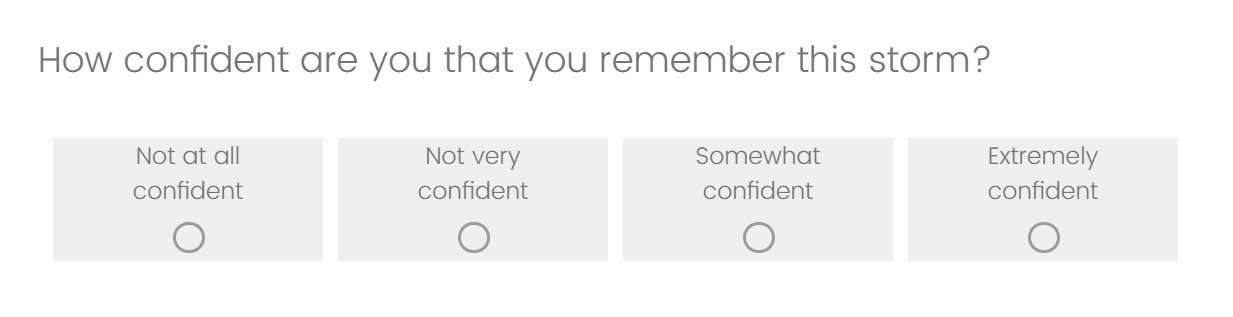 How confident are you that you remember this storm?
Not at all
confident
Not very
confident
Somewhat
confident
Extremely
confident